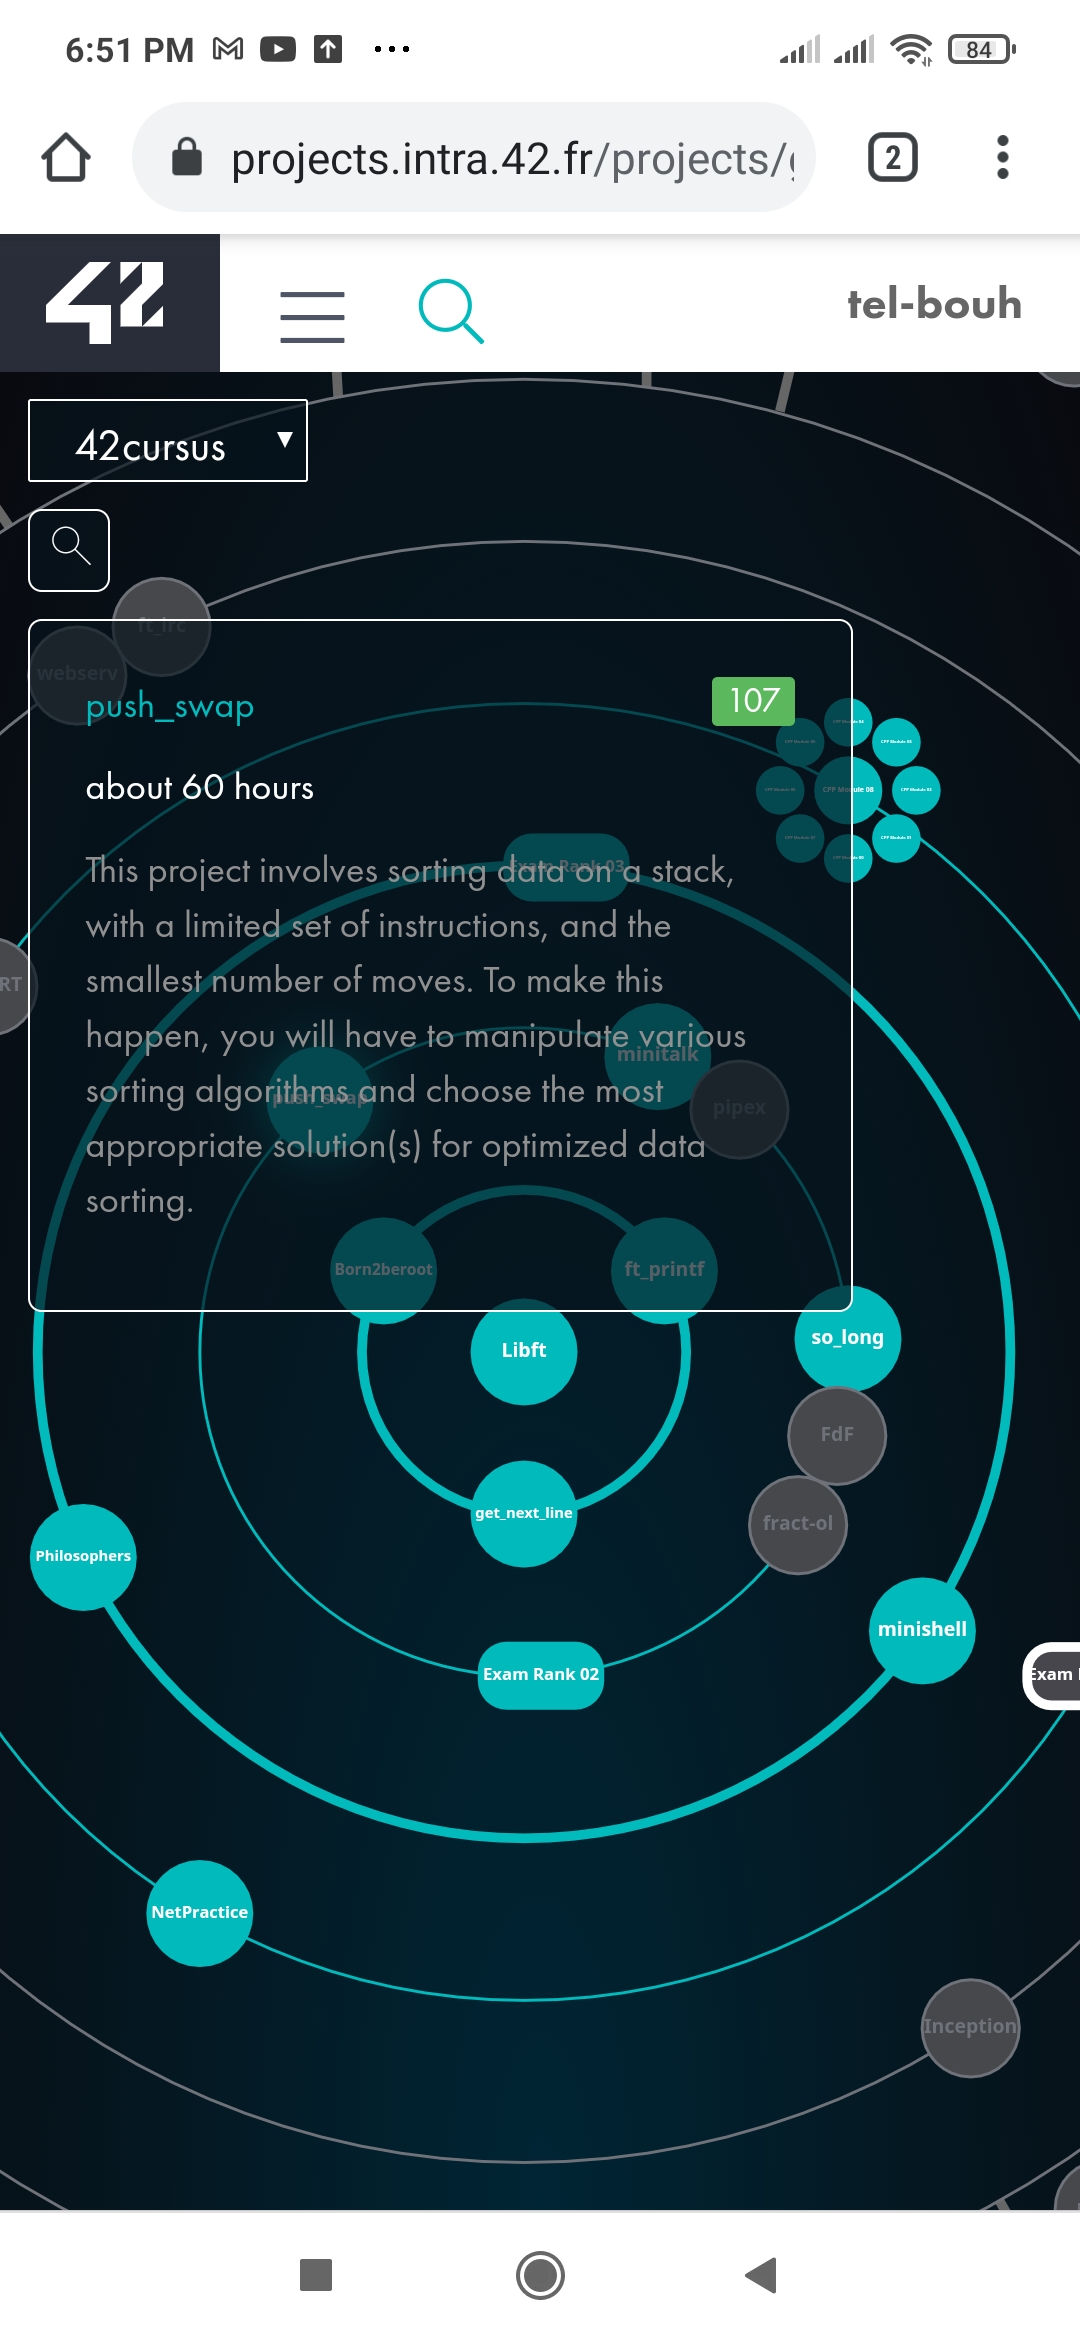 6:51 PM
84
projects.intra.42.fr/projects/
2
42
tel-bouh
42cursus
ft_irc
webserv
push_swap
107
about 60 hours
CPP Module 08
Exam Rank 03
This project involves sorting data on a stack,
with a limited set of instructions, and the
smallest number of moves. To make this
happen, you will have to manipulate various
sorting algorithms and choose the most
appropriate solution(s) for optimized data
sorting.
RT
minitalk
push_swap
pipex
Born2beroot
ft_printf
Libft
so_long
FdF
get_next_line
fract-ol
Philosophers
minishell
Exam Rank 02
Exam
NetPractice
Inception